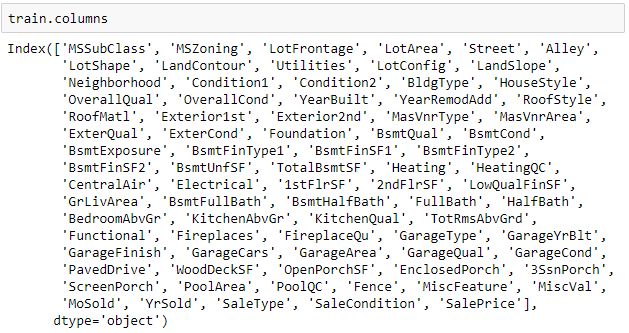 train.columns
Index(['MSSubClass', 'MSZoning', 'LotFrontage', 'LotArea', 'Street', 'Alley',
'LotShape', 'LandContour', 'Utilities', 'LotConfig', 'LandSlope',
'Neighborhood', 'Condition1', 'Condition2', 'BldgType', 'HouseStyle',
'OverallQual', 'OverallCond', 'YearBuilt', 'YearRemodAdd', 'RoofStyle',
'RoofMatl', 'Exterior1st', 'Exterior2nd', 'MasVnrType', 'MasVnrArea',
'ExterQual', 'ExterCond', 'Foundation', 'BsmtQual', 'BsmtCond',
'BsmtExposure', 'BsmtFinType1', 'BsmtFinSF1', 'BsmtFinType2',
'BsmtFinSF2', 'BsmtUnfSF', 'TotalBsmtSF', 'Heating', 'HeatingQC',
'CentralAir', 'Electrical', '1stFlrSF', '2ndFlrSF', 'LowQualFinSF',
'GrLivArea', 'BsmtFullBath', 'BsmtHalfBath', 'FullBath', 'HalfBath',
'BedroomAbvGr', 'KitchenAbvGr', 'KitchenQual', 'TotRmsAbvGrd',
'Functional', 'Fireplaces', 'FireplaceQu', 'GarageType', 'GarageYrBlt',
'GarageFinish', 'GarageCars', 'GarageArea', 'GarageQual', 'GarageCond',
'PavedDrive', 'WoodDeckSF', 'OpenPorchSF', 'EnclosedPorch', '3SsnPorch',
'ScreenPorch', 'PoolArea', 'PoolQC', 'Fence', 'MiscFeature', 'MiscVal',
'MoSold', 'YrSold', 'SaleType', 'SaleCondition', 'SalePrice'],
dtype='object')